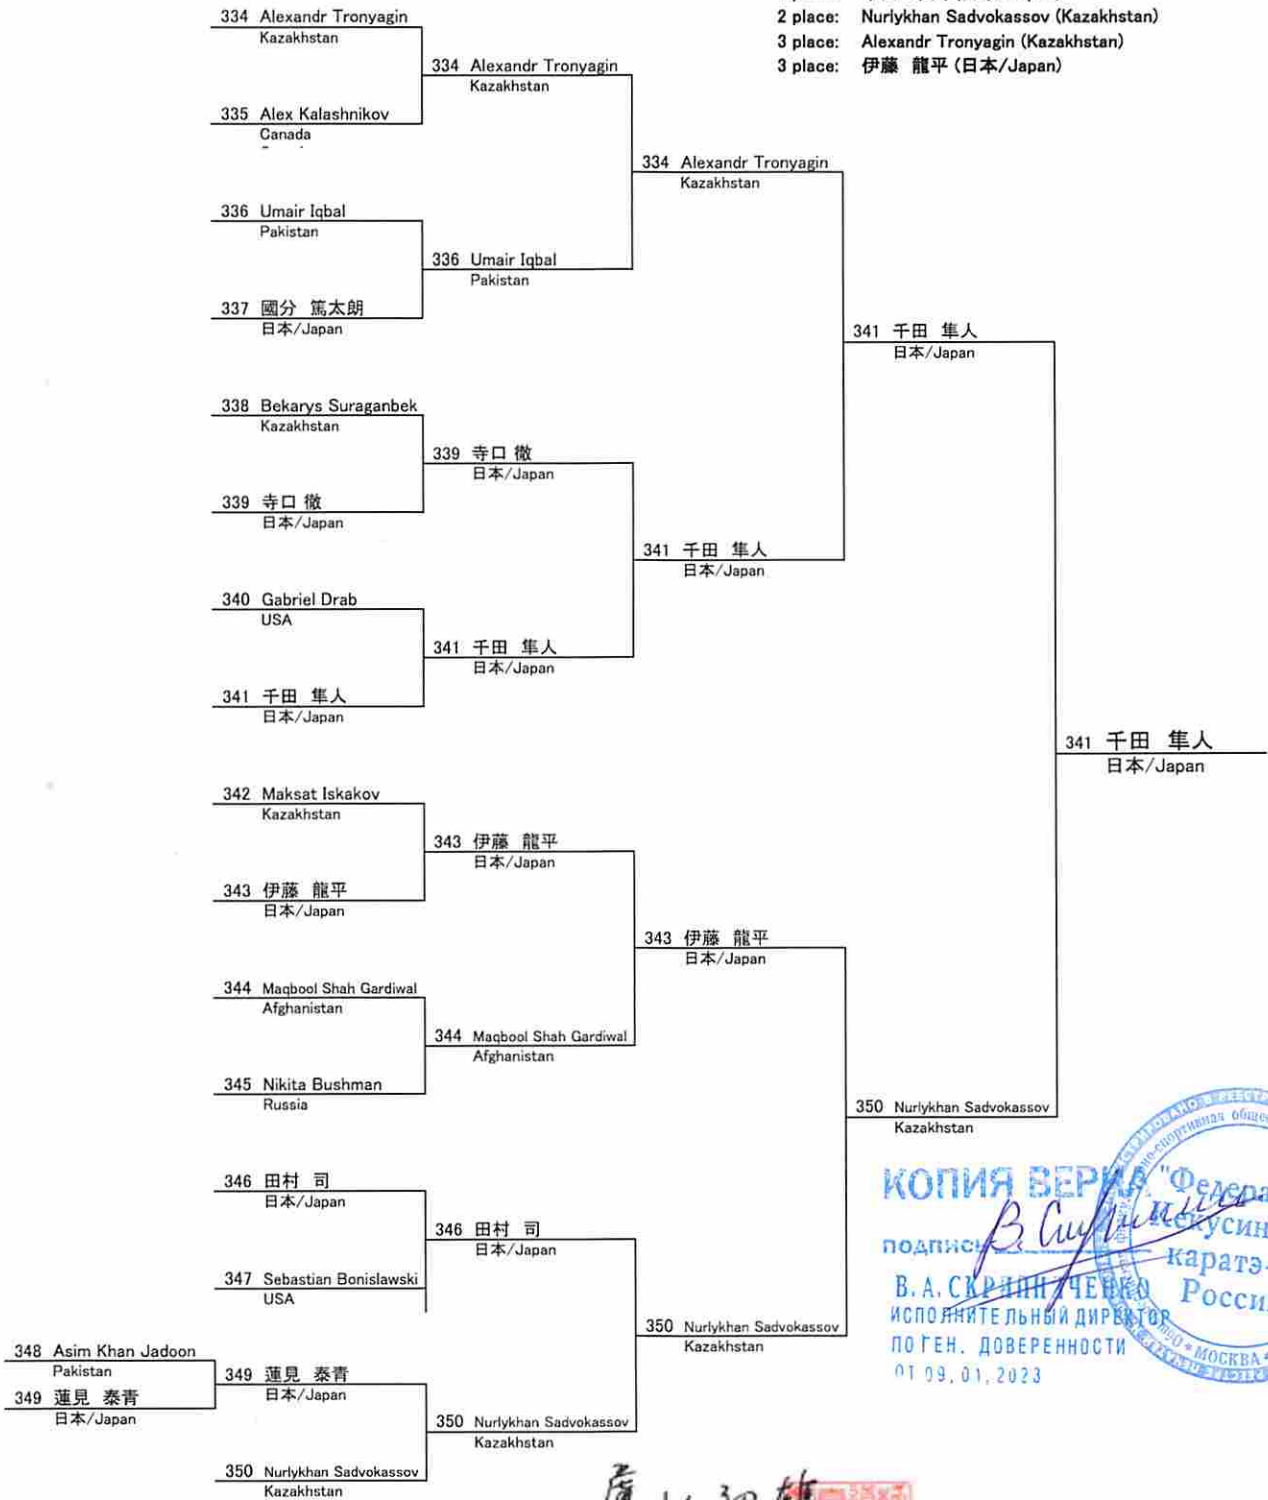 2 place: Nurlykhan Sadvokassov (Kazakhstan)
3 place: Alexandr Tronyagin (Kazakhstan)
3 place: 伊藤 龍平 (日本/Japan)
334 Alexandr Tronyagin
Kazakhstan
334 Alexandr Tronyagin
Kazakhstan
335 Alex Kalashnikov
Canada
334 Alexandr Tronyagin
Kazakhstan
336 Umair Iqbal
Pakistan
336 Umair Iqbal
Pakistan
337 國分 篤太朗
日本/Japan
341 千田 隼人
日本/Japan
338 Bekarys Suraganbek
Kazakhstan
339 寺口 徹
日本/Japan
339 寺口 徹
日本/Japan
341 千田 隼人
日本/Japan
340 Gabriel Drab
USA
341 千田 隼人
日本/Japan
341 千田 隼人
日本/Japan
341 千田 隼人
日本/Japan
342 Maksat Iskakov
Kazakhstan
343 伊藤 龍平
日本/Japan
343 伊藤 龍平
日本/Japan
343 伊藤 龍平
日本/Japan
344 Maqbool Shah Gardiwal
Afghanistan
344 Maqbool Shah Gardiwal
Afghanistan
345 Nikita Bushman
Russia
350 Nurlykhan Sadvokassov
Kazakhstan
346 田村 司
日本/Japan
346 田村 司
日本/Japan
347 Sebastian Bonislawski
USA
350 Nurlykhan Sadvokassov
Kazakhstan
348 Asim Khan Jadoon
Pakistan
349 蓮見 泰青
日本/Japan
349 蓮見 泰青
日本/Japan
350 Nurlykhan Sadvokassov
Kazakhstan
350 Nurlykhan Sadvokassov
Kazakhstan
КОПИЯ ВЕРНА
подпись
В. А. СКРИПНИЧЕНКО
ИСПОЛНИТЕЛЬНЫЙ ДИРЕКТОР
ПО ГЕН. ДОВЕРЕННОСТИ
01 09, 01, 2023
каратэ-
МОСКВА